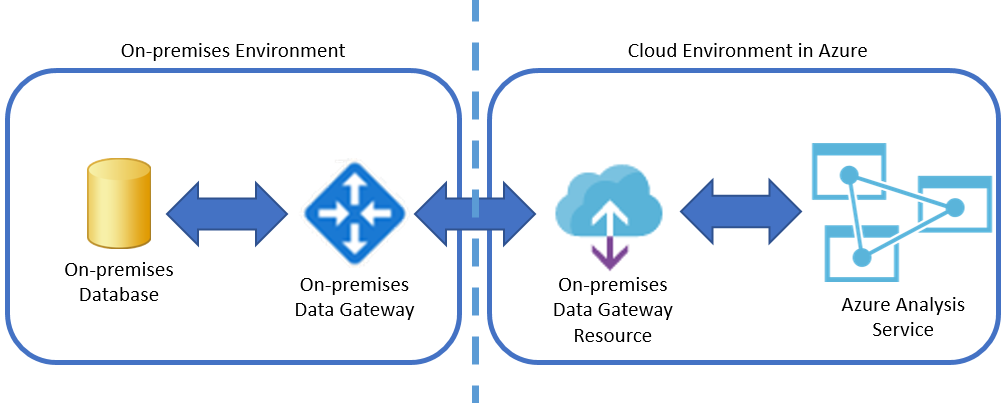 On-premises Environment
Cloud Environment in Azure
On-premises
Database
On-premises
Data Gateway
On-premises
Data Gateway
Resource
Azure Analysis
Service